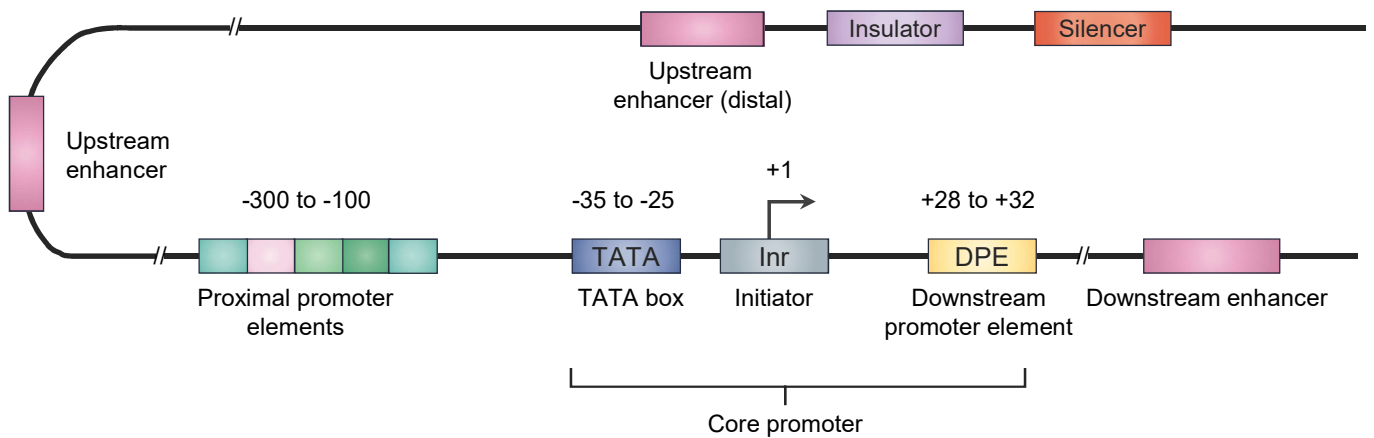 Insulator
Silencer
Upstream
enhancer (distal)
Upstream
enhancer
+1
-300 to -100
-35 to -25
+28 to +32
TATA
Inr
DPE
Proximal promoter
elements
TATA box
Initiator
Downstream
promoter element
Downstream enhancer
Core promoter